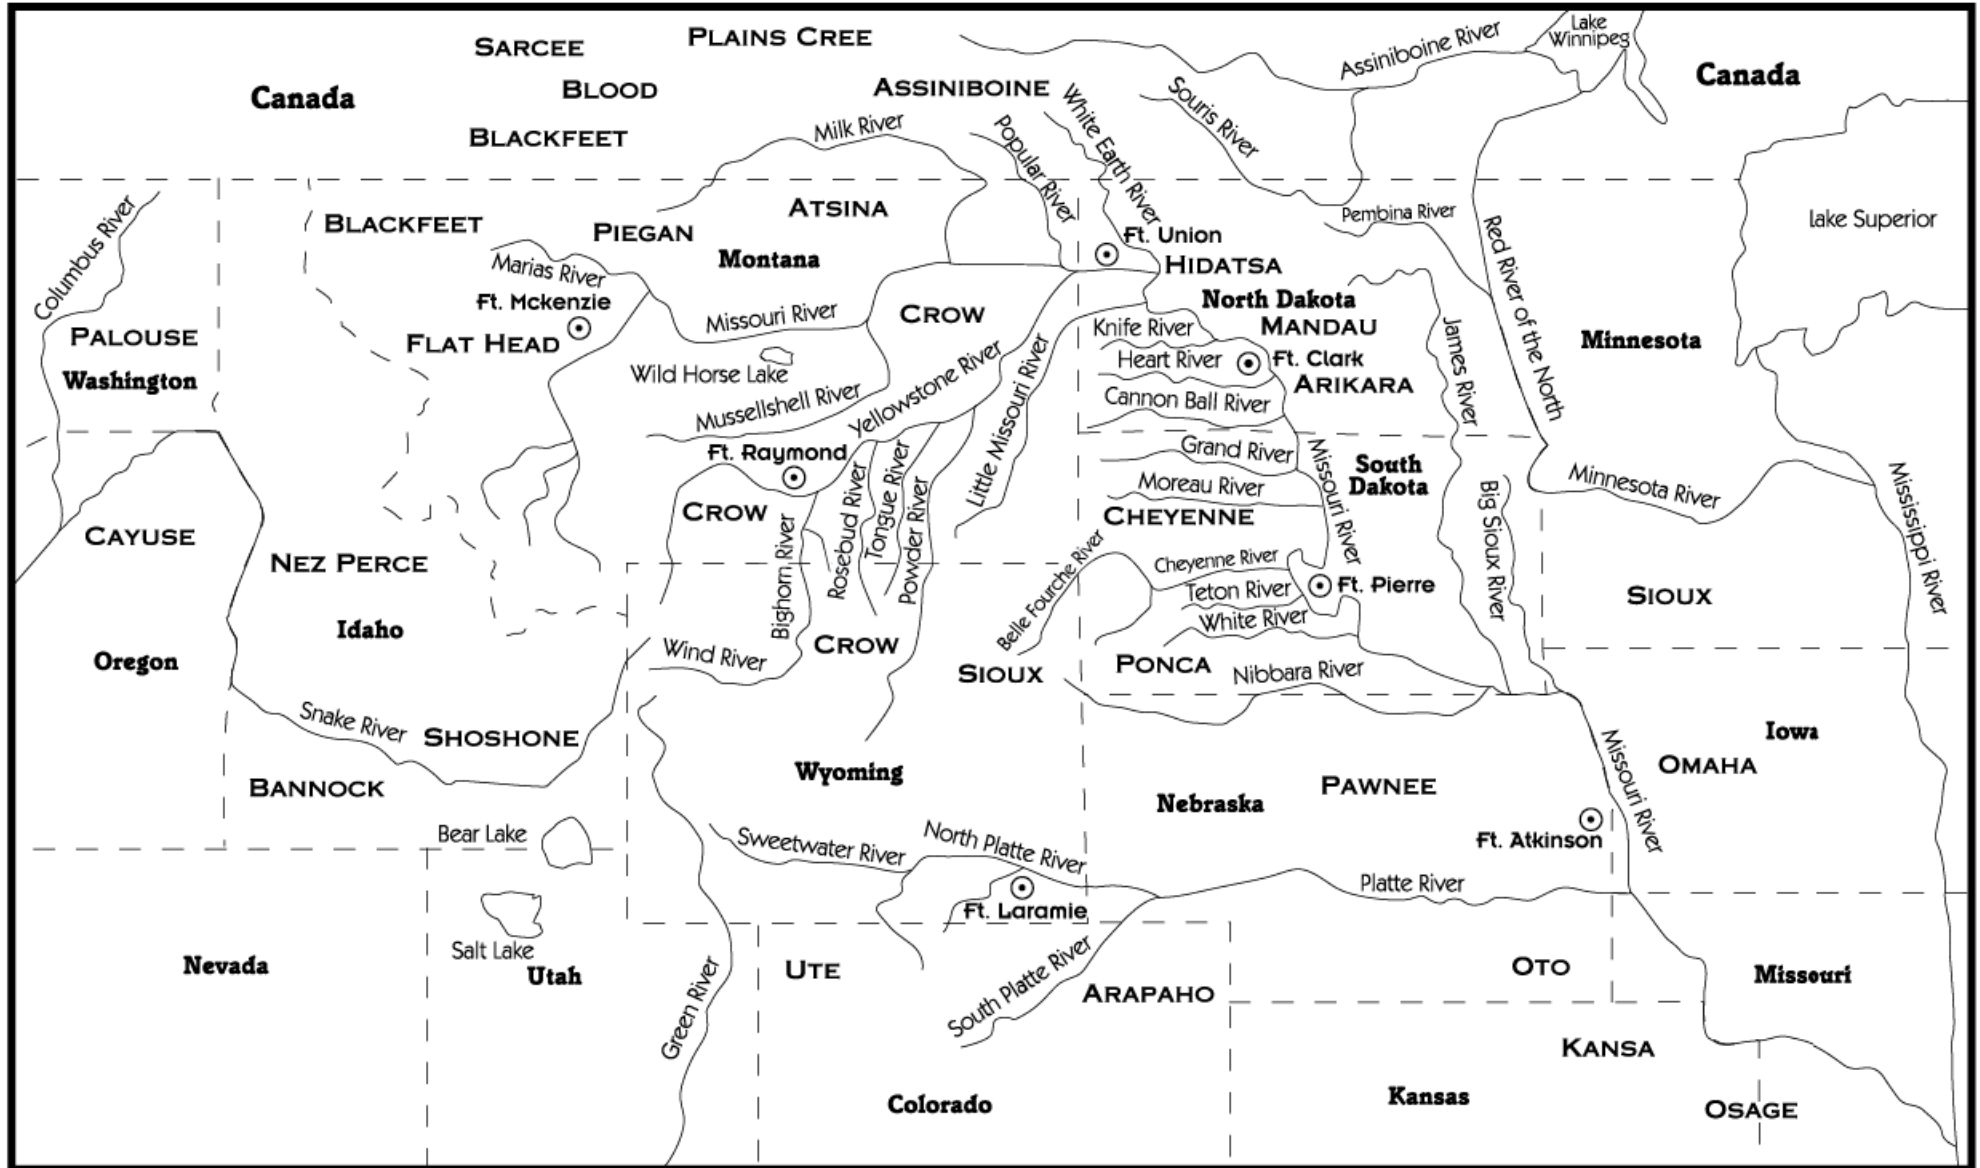 SARCEE
PLAINS CREE
Assiniboine River
Lake
Winnipeg
Canada
BLOOD
ASSINIBOINE
Canada
BLACKFEET
Milk River
Popular River
White Earth River
Souris River
Columbus River
BLACKFEET
PIEGAN
ATSINA
Montana
Pembina River
Red River of the North
Lake Superior
Ft. Union
HIDATSA
Marias River
Ft. Mckenzie
FLAT HEAD
Missouri River
CROW
North Dakota
MANDAU
Knife River
Heart River
Ft. Clark
ARIKARA
James River
Minnesota
PALOUSE
Washington
Wild Horse Lake
Mussellshell River
Yellowstone River
Little Missouri River
Cannon Ball River
Ft. Raymond
Grand River
Missouri River
South
Dakota
Moreau River
Big Sioux River
Minnesota River
Mississippi River
CROW
Bighorn River
Rosebud River
Tongue River
Powder River
CHEYENNE
CAYUSE
NEZ PERCE
Belle Fourche River
Cheyenne River
Teton River
Ft. Pierre
White River
SIOUX
Idaho
Oregon
Wind River
CROW
SIOUX
PONCA
Nibbara River
Snake River
SHOSHONE
BANNOCK
Wyoming
Nebraska
PAWNEE
Missouri River
OMAHA
Iowa
Bear Lake
Sweetwater River
North Platte River
Ft. Atkinson
Ft. Laramie
Platte River
Salt Lake
Nevada
Utah
Green River
UTE
South Platte River
ARAPAHO
OTO
Missouri
KANSA
Colorado
Kansas
OSAGE